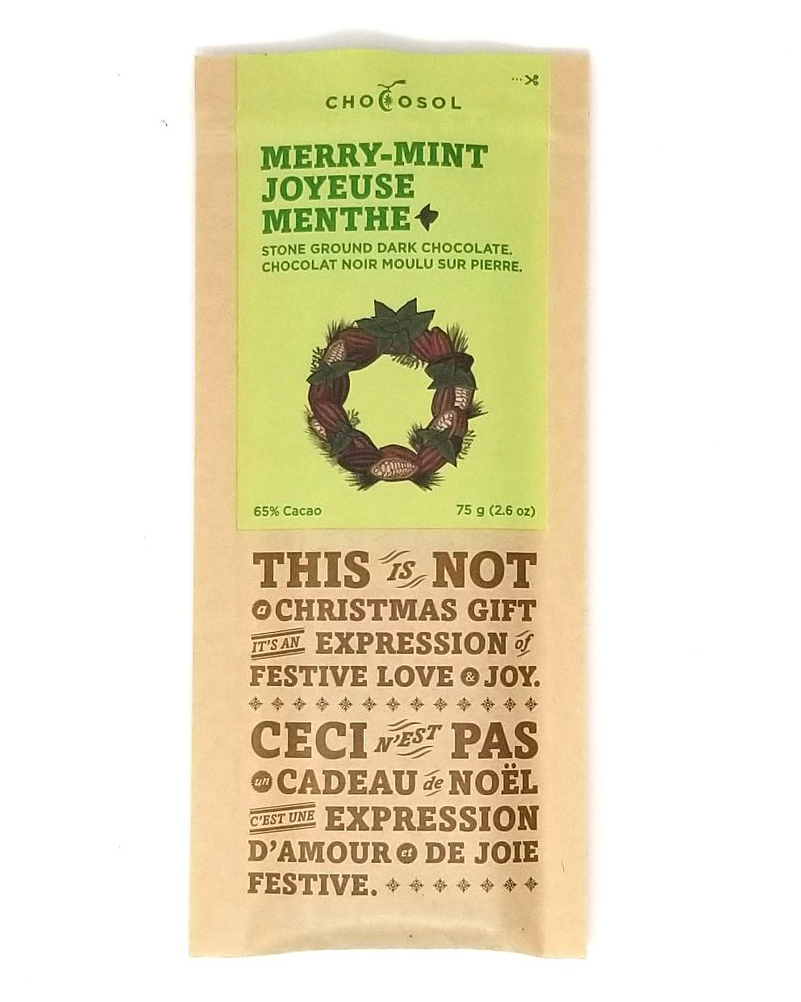 CHOCOSOL
MERRY-MINT
JOYEUSE
MENTHE
STONE GROUND DARK CHOCOLATE.
CHOCOLAT NOIR MOULU SUR PIERRE.
65% Cacao
75 g (2.6 oz)
THIS IS NOT
a CHRISTMAS GIFT
IT'S AN EXPRESSION of
FESTIVE LOVE & JOY.
CECI N'EST PAS
un CADEAU de NOËL
C'EST UNE EXPRESSION
D'AMOUR et DE JOIE
FESTIVE.